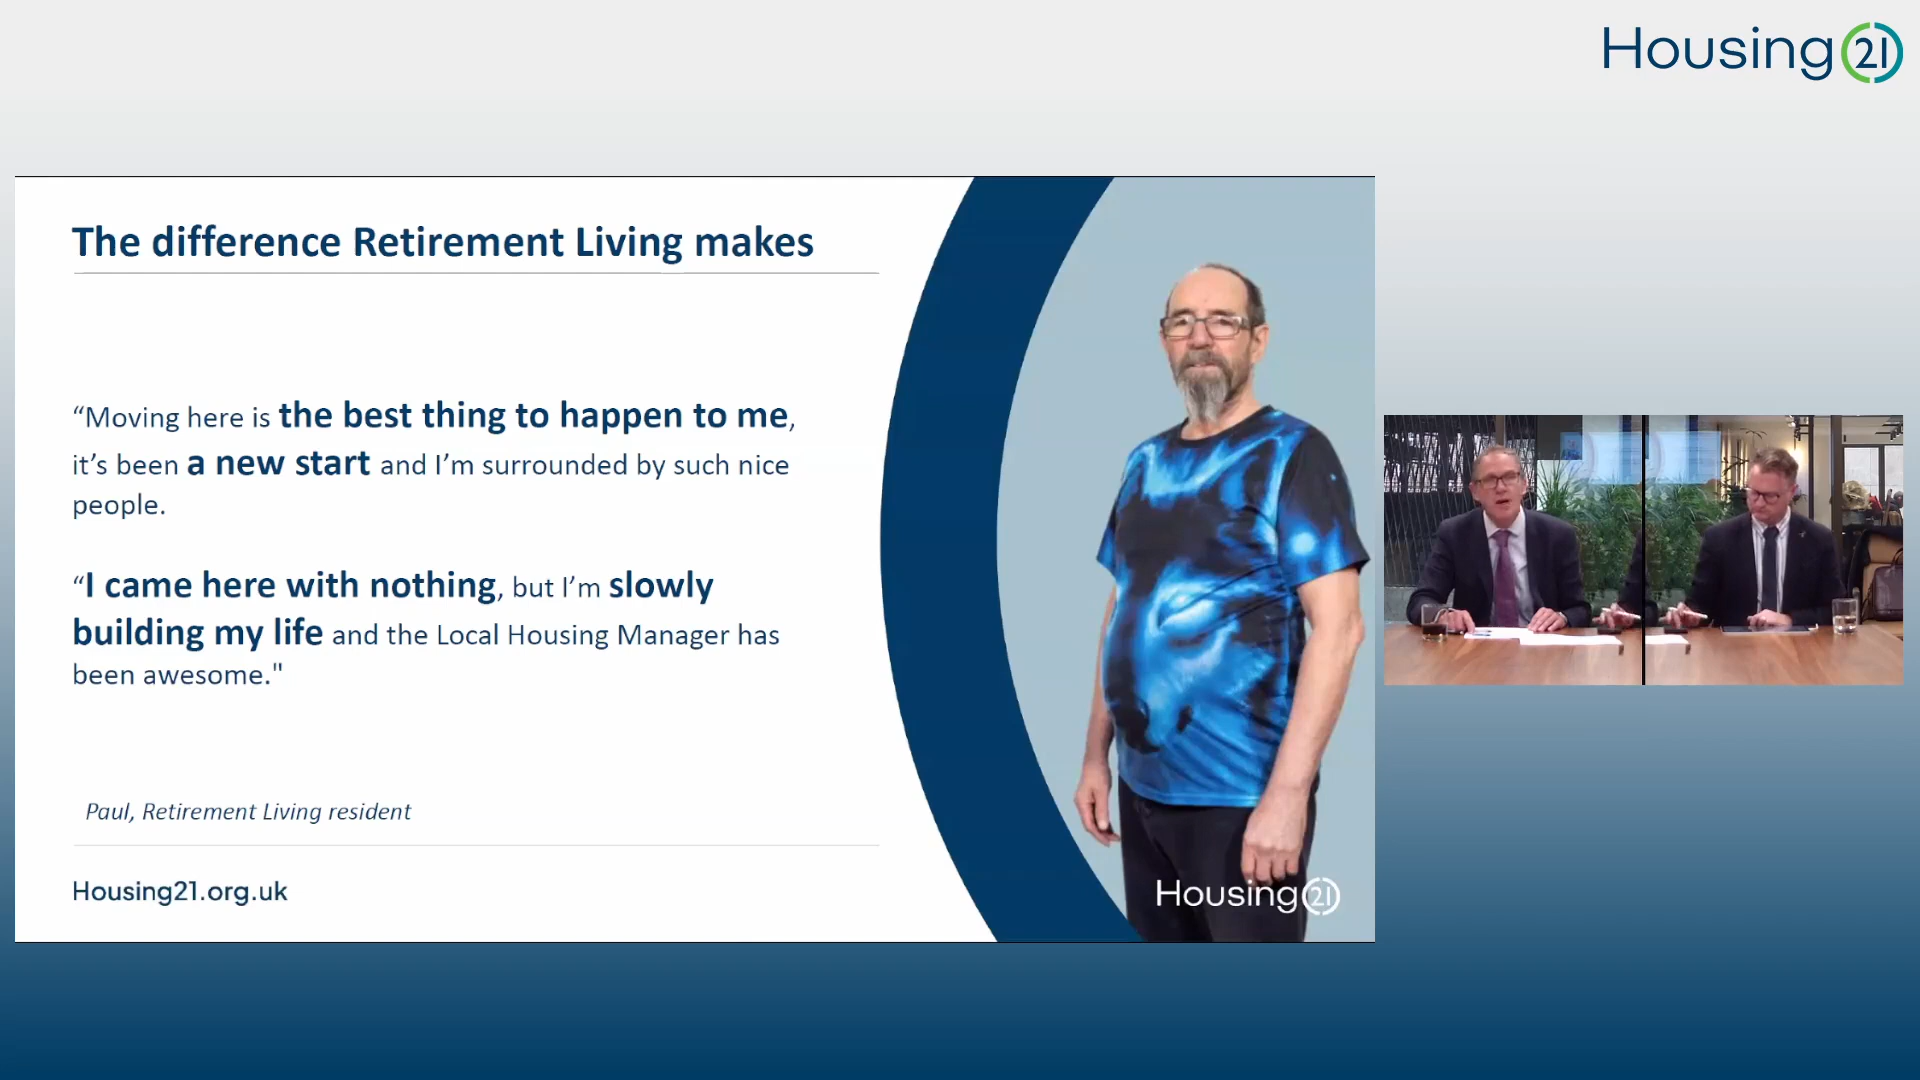 Housing 21
The difference Retirement Living makes
“Moving here is the best thing to happen to me,
it’s been a new start and I’m surrounded by such nice
people.
“I came here with nothing, but I’m slowly
building my life and the Local Housing Manager has
been awesome."
Paul, Retirement Living resident
Housing21.org.uk
Housing 21